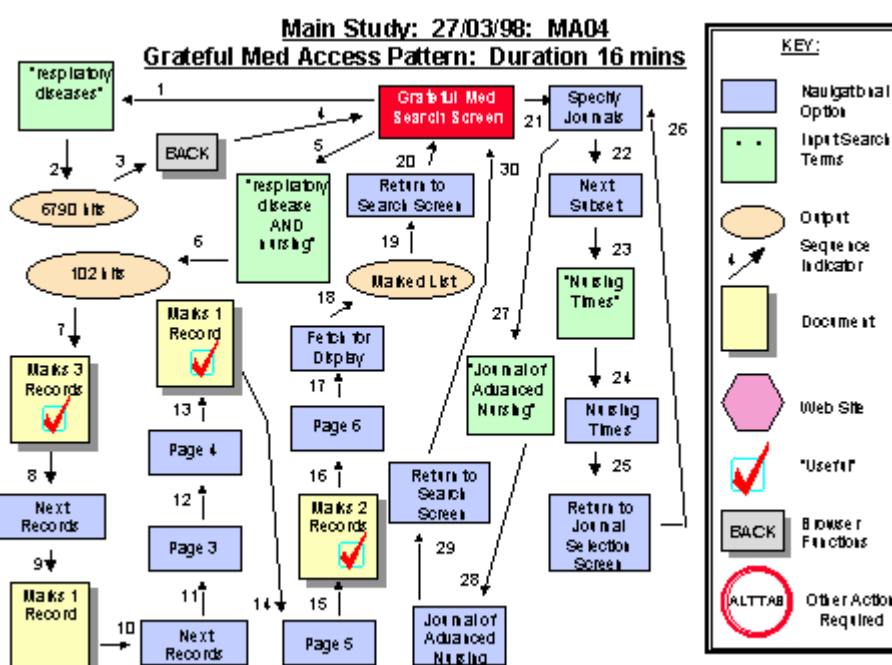 Main Study: 27/03/98: MA04
Grateful Med Access Pattern: Duration 16 mins
"respiratory
diseases"
1
Grateful Med
Search Screen
21
Specify
Journals
26
2
3
BACK
4
5
20
30
22
6790 hits
"respiratory
disease
AND
nursing"
Return to
Search Screen
Next
Subset
6
19
23
102 hits
Marked List
"Nursing
Times"
7
Marks 1
Record
18
27
Fetch for
Display
Marks 3
Records
17
"Journal of
Advanced
Nursing"
24
13
Page 6
Nursing
Times
Page 4
8
16
25
Next
Records
12
Marks 2
Records
Return to
Search
Screen
Return to
Journal
Selection
Screen
Page 3
9
29
28
Marks 1
Record
11
14
15
10
Next
Records
Page 5
Journal of
Advanced
Nursing
KEY:
Navigational
Option
Input Search
Terms
Output
4
Sequence
Indicator
Document
Web Site
"Useful"
BACK
Browser
Functions
ALTTAB
Other Action
Required